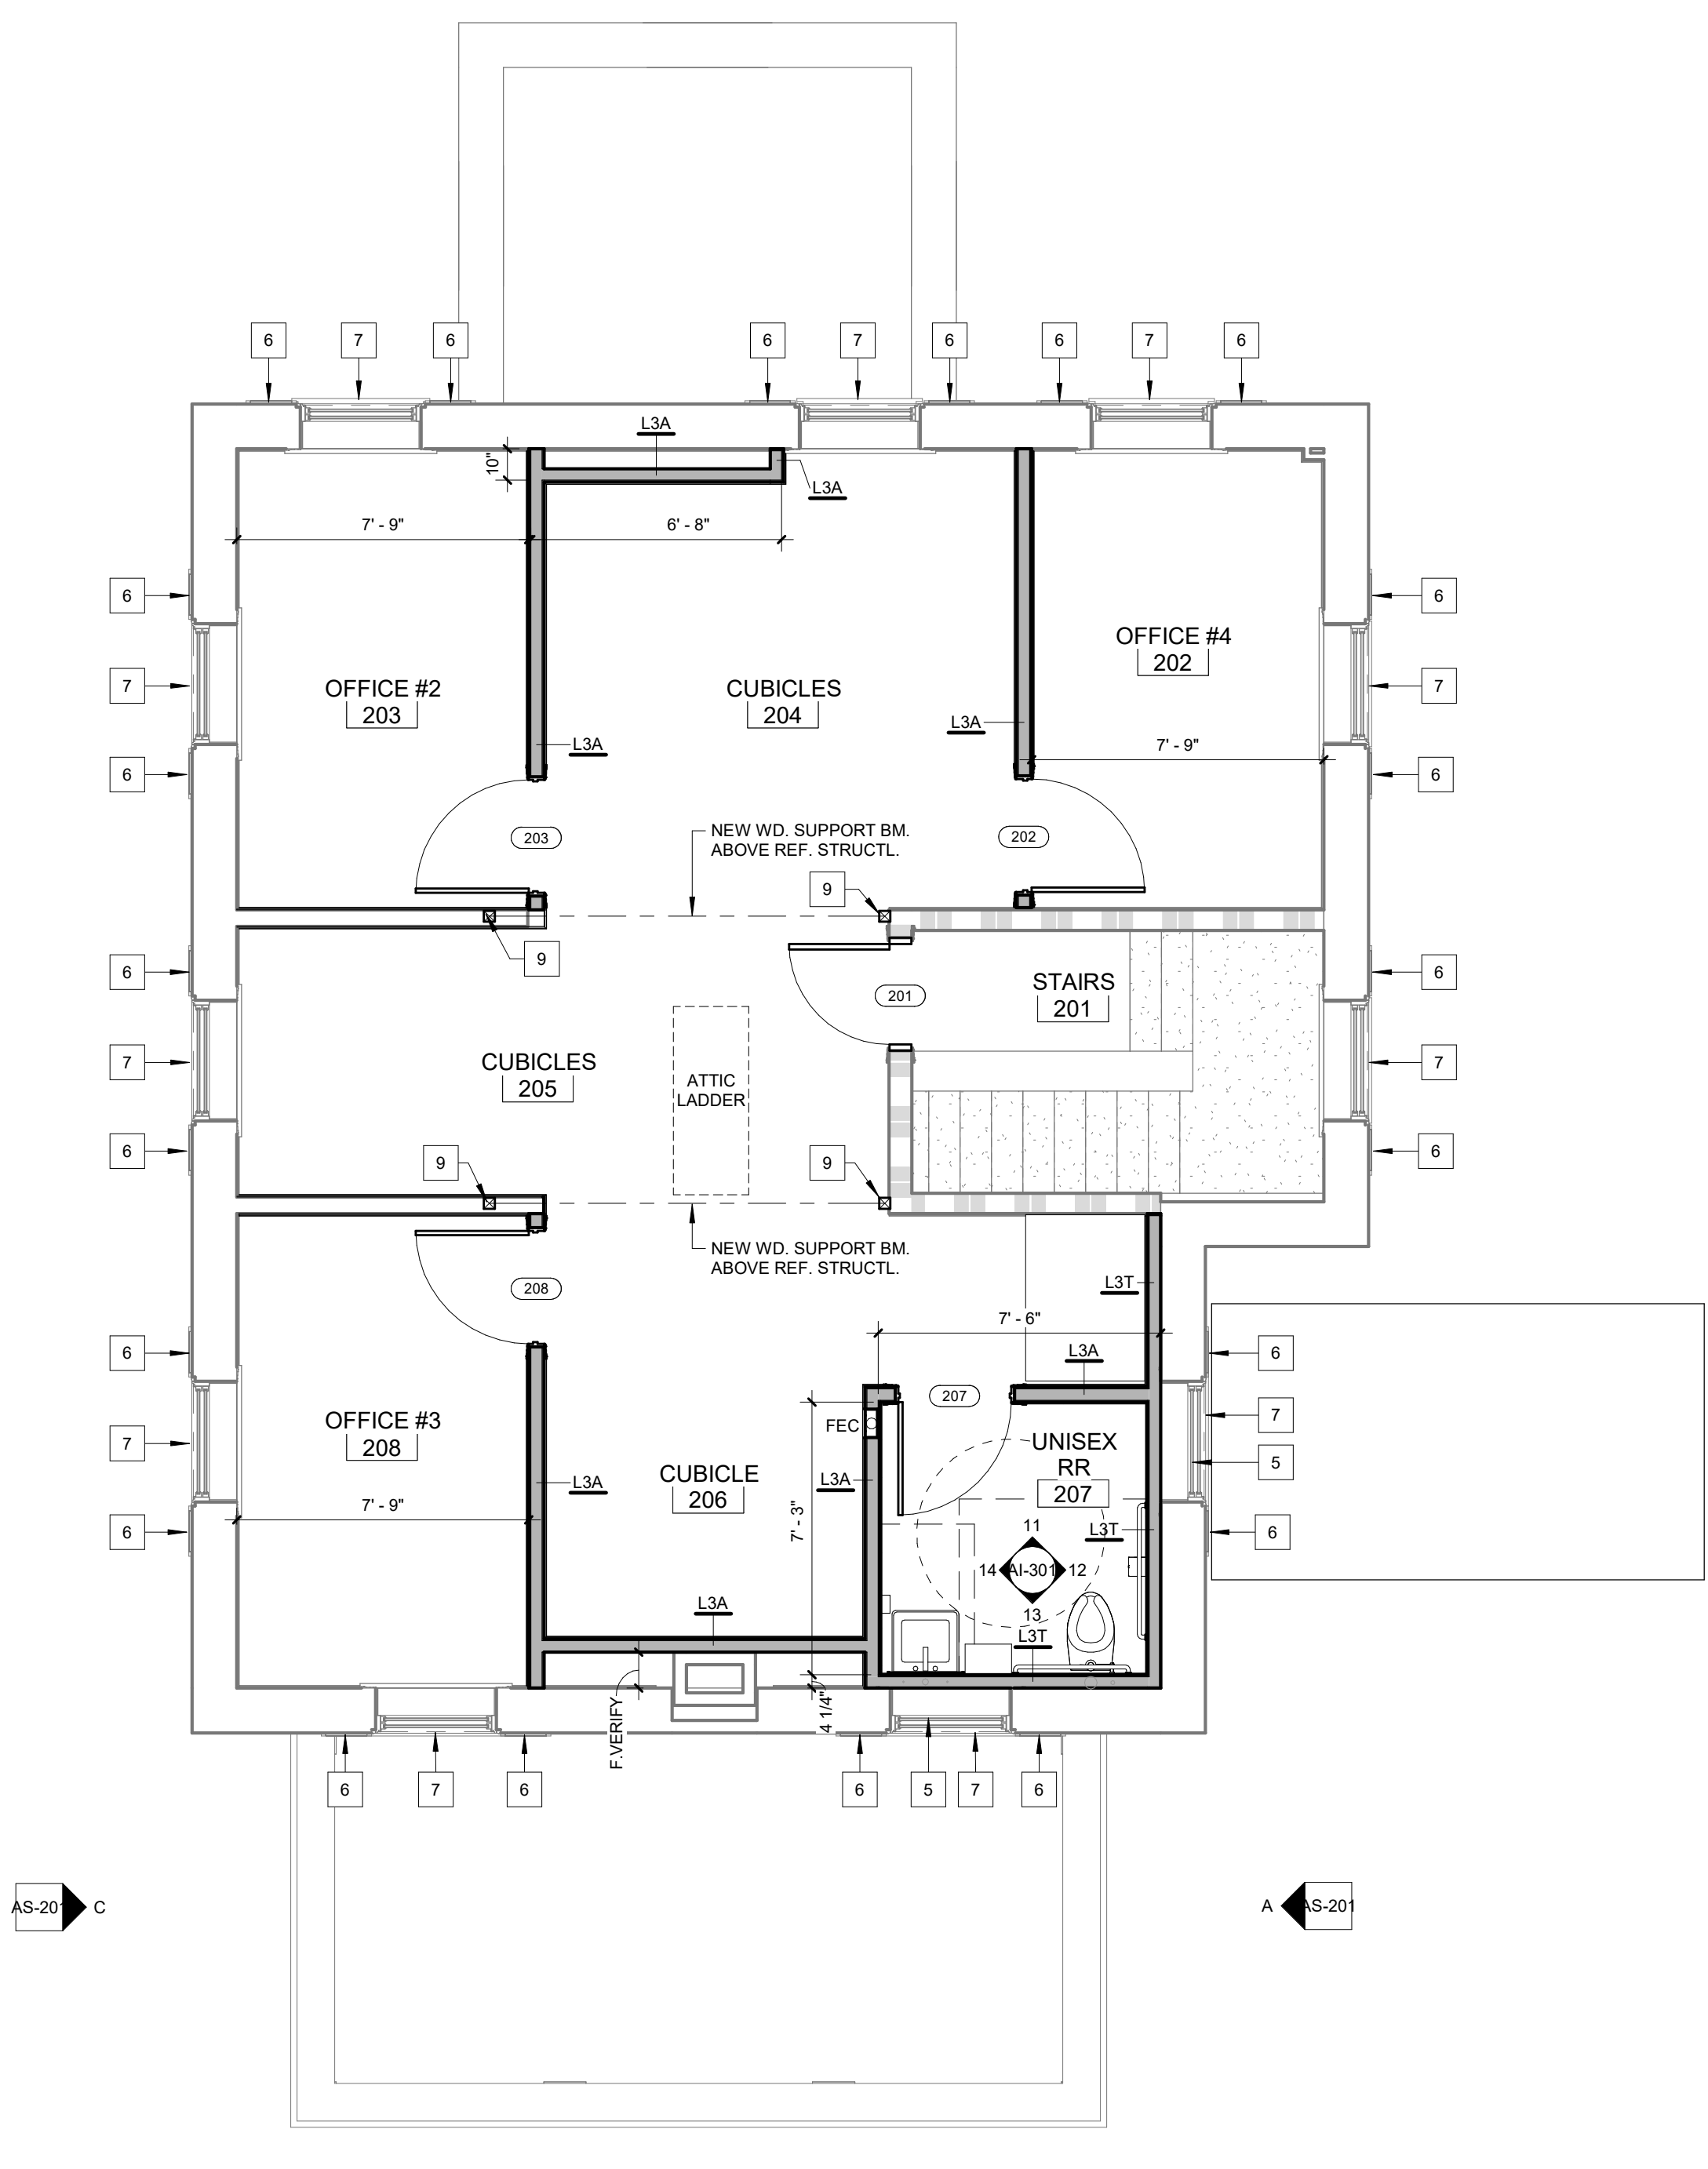 6
7
6
6
7
6
6
7
6
L3A
10"
L3A
7' - 9"
6' - 8"
6
6
OFFICE #4
202
7
OFFICE #2
203
CUBICLES
204
7
L3A
L3A
7' - 9"
6
6
203
NEW WD. SUPPORT BM.
ABOVE REF. STRUCTL.
202
9
9
6
STAIRS
201
6
201
7
CUBICLES
205
ATTIC
LADDER
7
6
9
9
6
NEW WD. SUPPORT BM.
ABOVE REF. STRUCTL.
208
L3T
7' - 6"
6
L3A
6
207
7
OFFICE #3
208
FEC
UNISEX
RR
207
7
5
CUBICLE
206
L3A
L3A
7' - 9"
7' - 3"
6
11
L3T
6
14
AI-301
12
13
L3A
L3T
F.VERIFY
4 1/4"
6
7
6
6
5
7
6
AS-201
C
A
AS-201